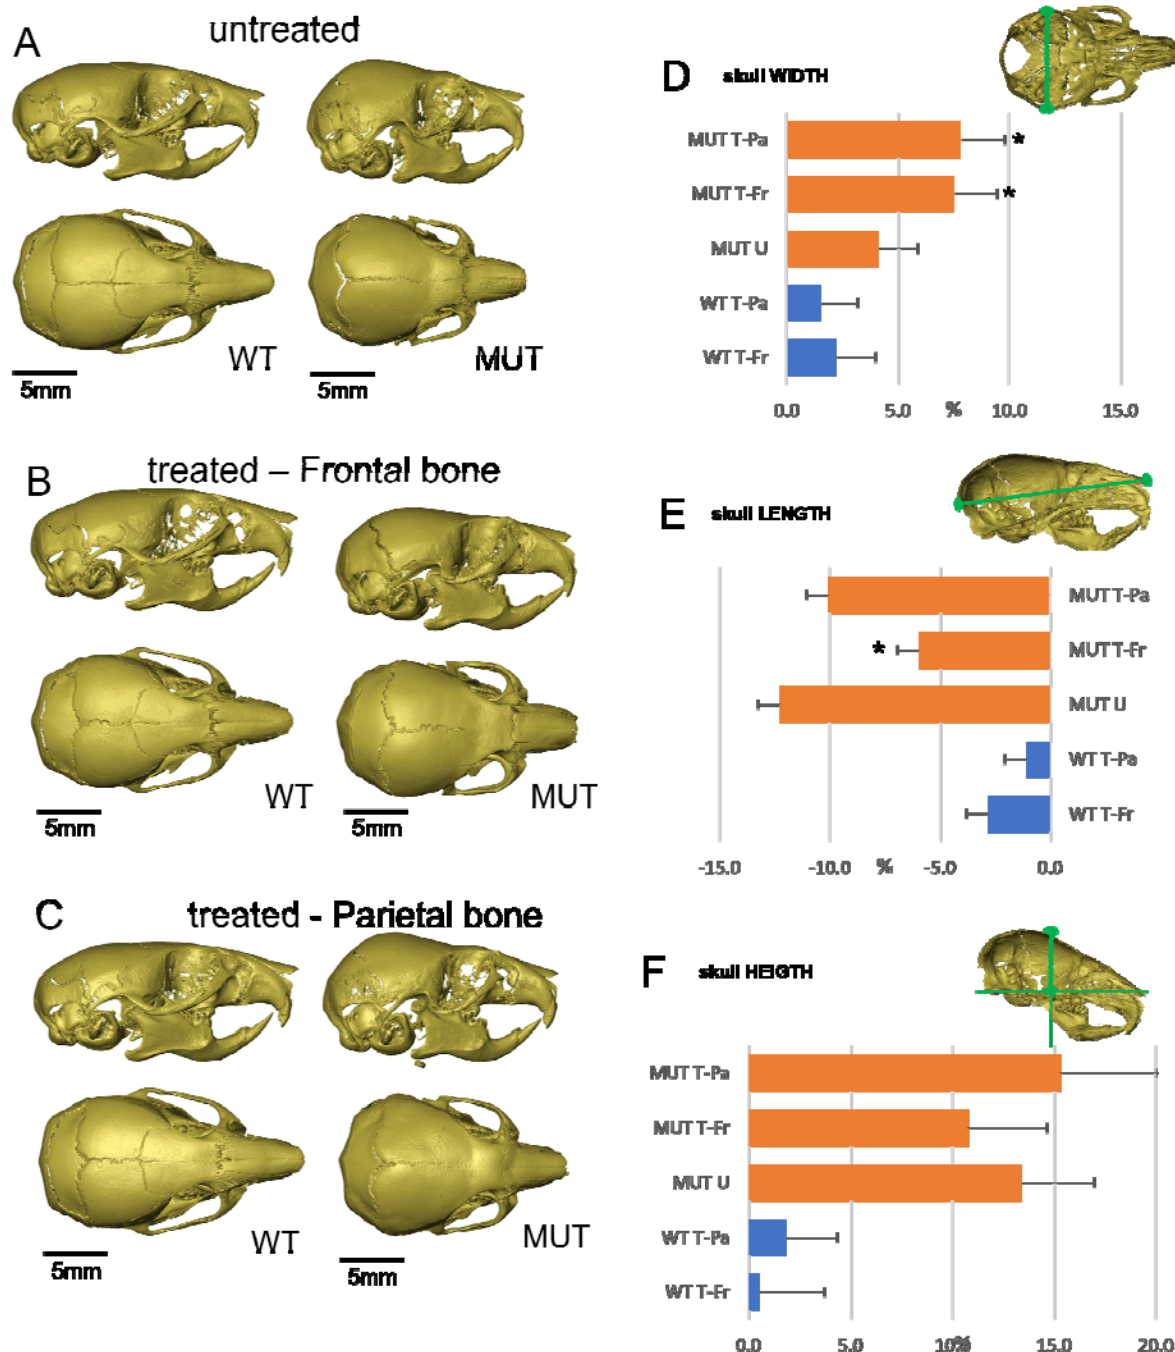 A
untreated
WT
MUT
5mm
5mm
B
treated – Frontal bone
WT
MUT
5mm
5mm
C
treated - Parietal bone
WT
MUT
5mm
5mm
D
skull WIDTH
MUT T-Pa
*
MUT T-Fr
*
MUT U
WT T-Pa
WT T-Fr
0.0 5.0 % 10.0 15.0
E
skull LENGTH
MUT T-Pa
* MUT T-Fr
MUT U
WT T-Pa
WT T-Fr
-15.0 -10.0 % -5.0 0.0
F
skull HEIGTH
MUT T-Pa
MUT T-Fr
MUT U
WT T-Pa
WT T-Fr
0.0 5.0 10.0 % 15.0 20.0